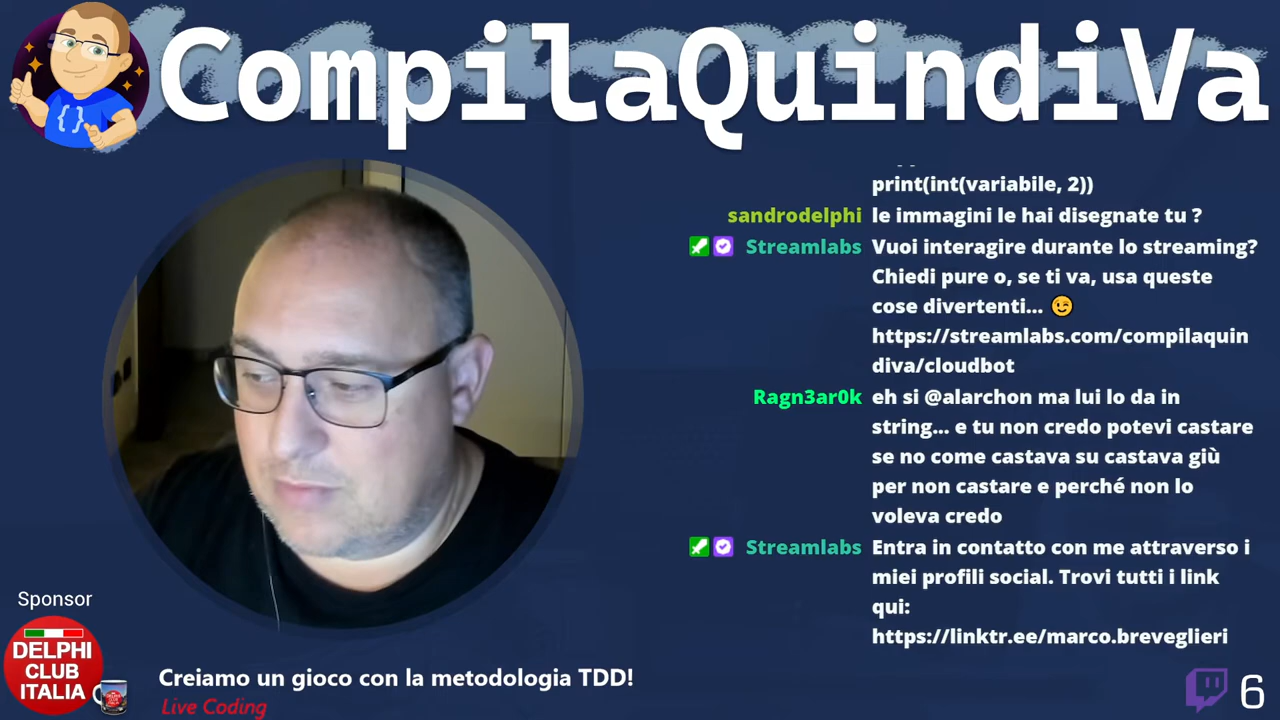 CompilaQuindiVa
print(int(variabile, 2))
sandrodelphi le immagini le hai disegnate tu ?
Streamlabs Vuoi interagire durante lo streaming?
Chiedi pure o, se ti va, usa queste
cose divertenti... 😉
https://streamlabs.com/compilaquin
diva/cloudbot
Ragn3ar0k eh si @alarchon ma lui lo da in
string... e tu non credo potevi castare
se no come castava su castava giù
per non castare e perché non lo
voleva credo
Streamlabs Entra in contatto con me attraverso i
miei profili social. Trovi tutti i link
qui:
https://linktr.ee/marco.breveglieri
Sponsor
DELPHI
CLUB
ITALIA
Creiamo un gioco con la metodologia TDD!
Live Coding
6